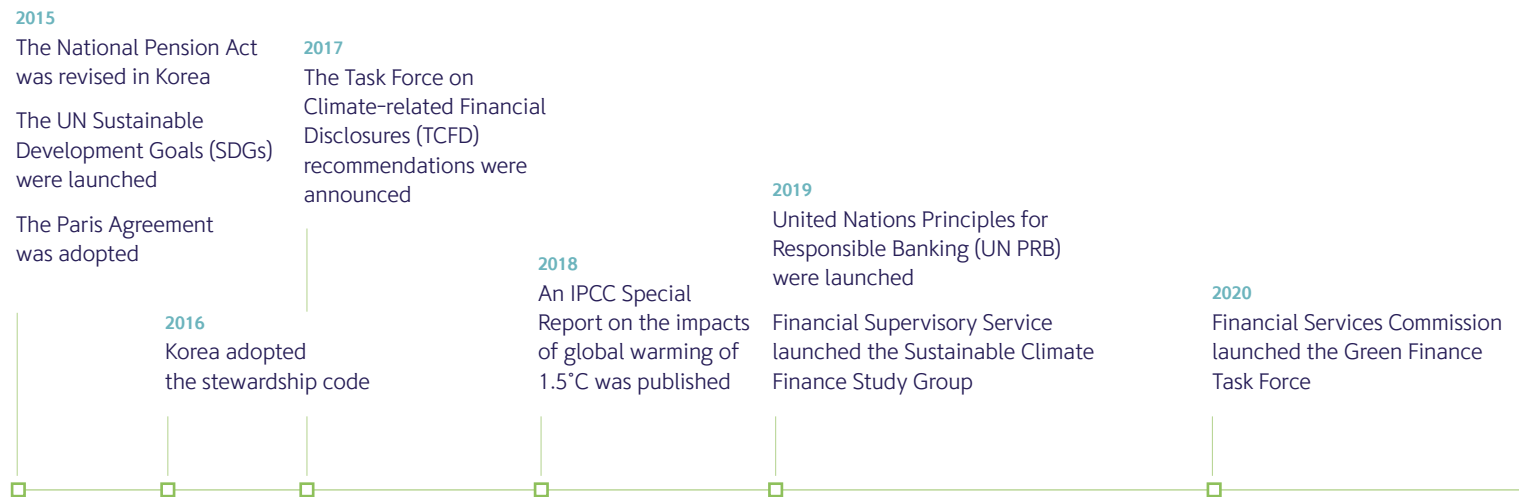 2015
The National Pension Act
was revised in Korea
The UN Sustainable
Development Goals (SDGs)
were launched
The Paris Agreement
was adopted
2016
Korea adopted
the stewardship code
2017
The Task Force on
Climate-related Financial
Disclosures (TCFD)
recommendations were
announced
2018
An IPCC Special
Report on the impacts
of global warming of
1.5˚C was published
2019
United Nations Principles for
Responsible Banking (UN PRB)
were launched
Financial Supervisory Service
launched the Sustainable Climate
Finance Study Group
2020
Financial Services Commission
launched the Green Finance
Task Force